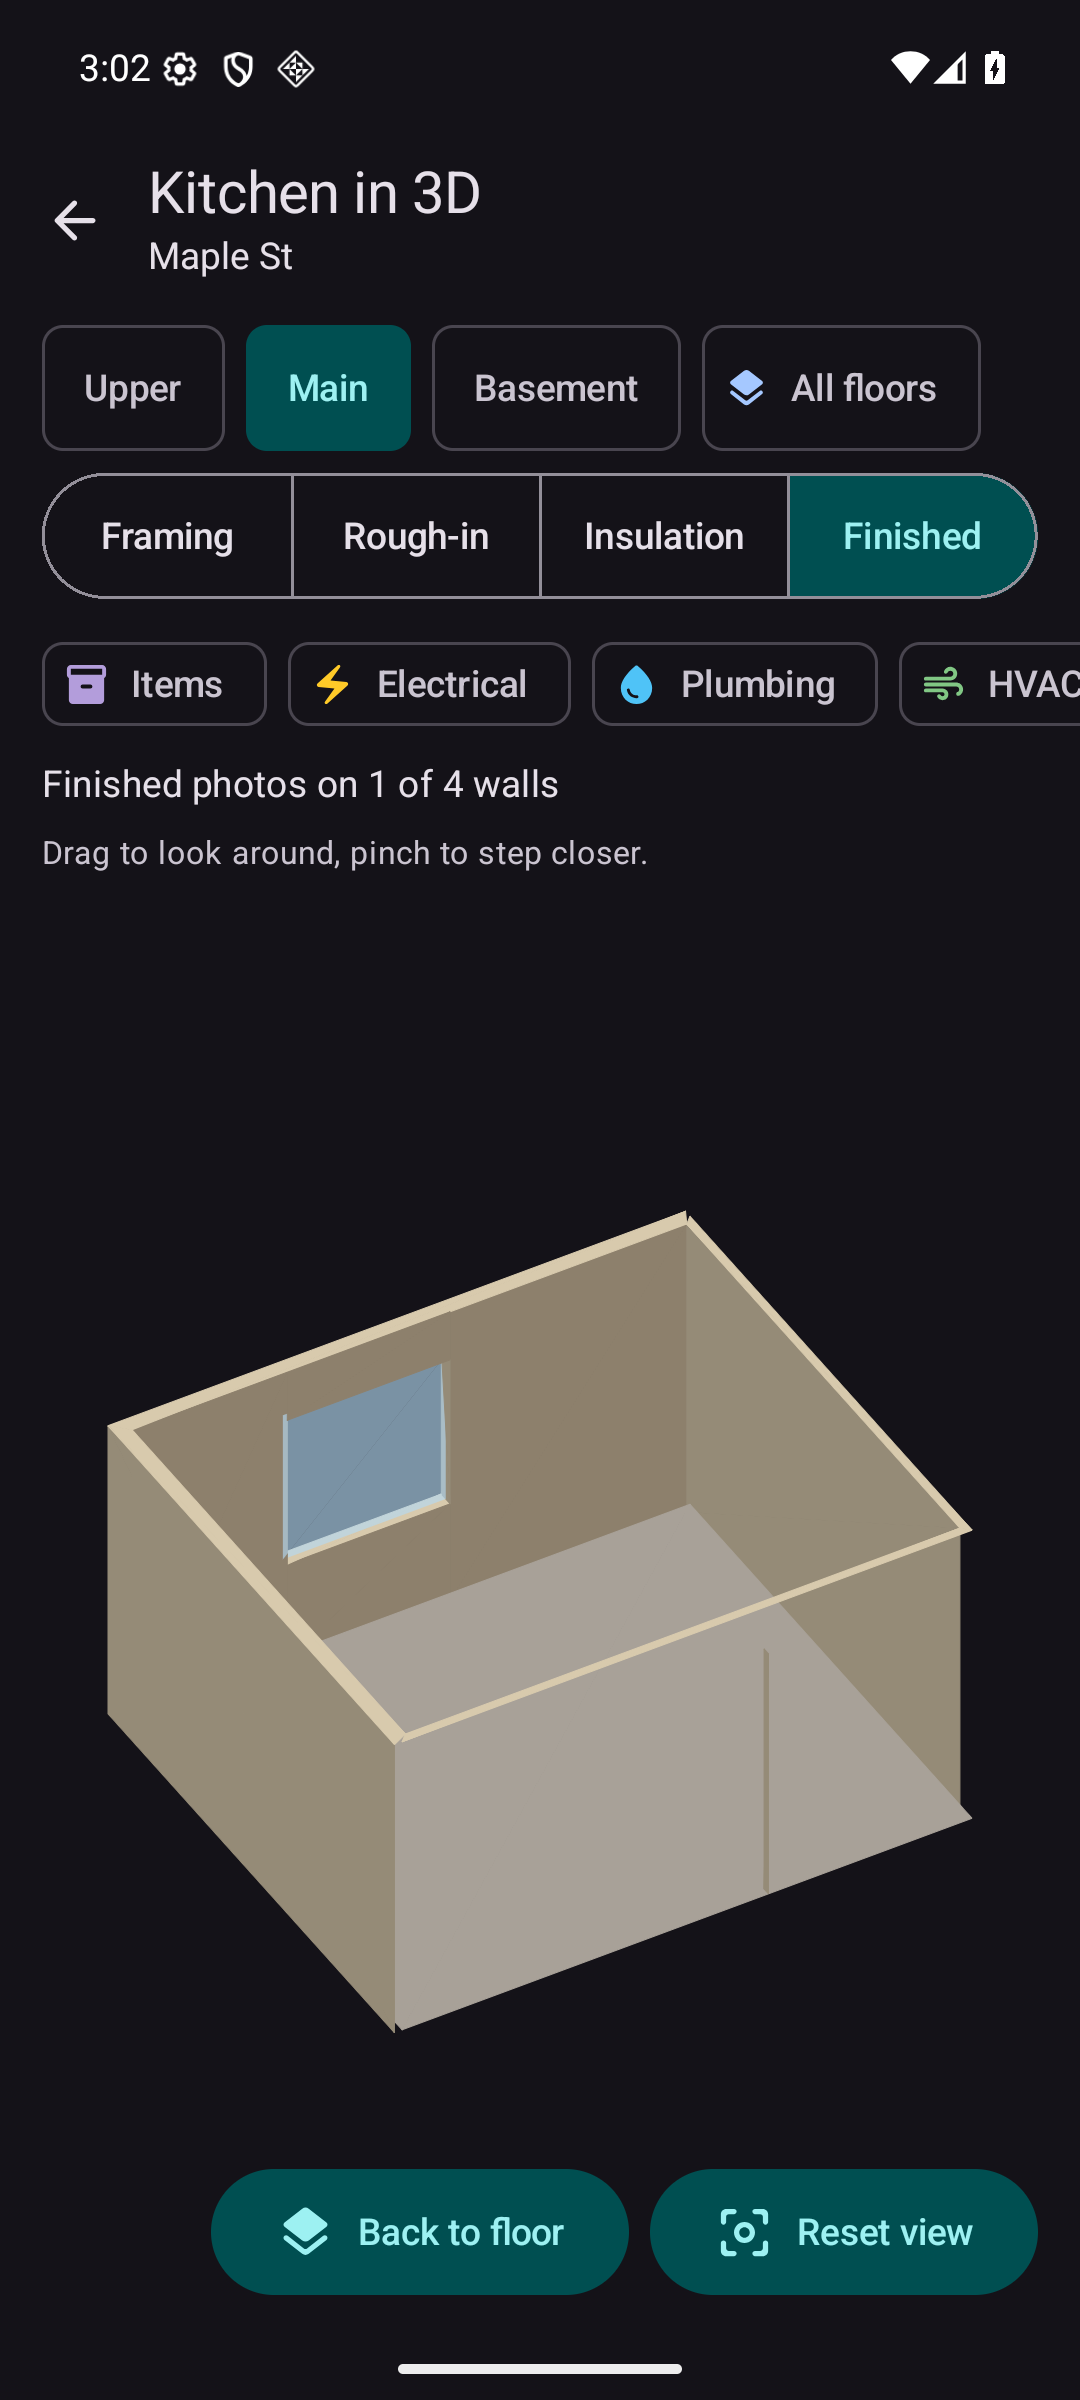 3:02
Kitchen in 3D
Maple St
Upper
Main
Basement
All floors
Framing
Rough-in
Insulation
Finished
Items
Electrical
Plumbing
HVAC
Finished photos on 1 of 4 walls
Drag to look around, pinch to step closer.
Back to floor
Reset view